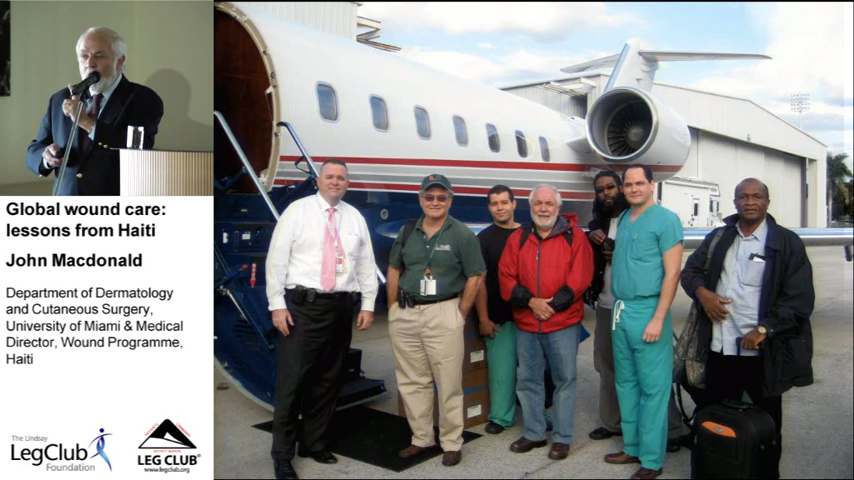 Global wound care:
lessons from Haiti
John Macdonald
Department of Dermatology
and Cutaneous Surgery,
University of Miami & Medical
Director, Wound Programme,
Haiti
The Lindsay
LegClub
Foundation
LEG CLUB®
www.legclub.org